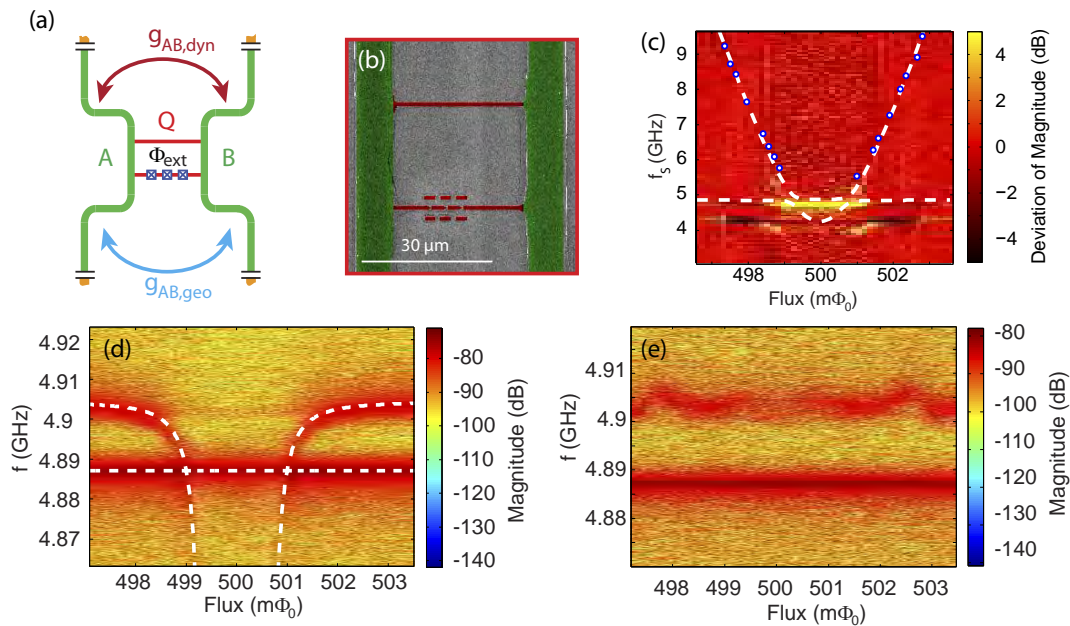 (a)
g_AB,dyn
Q
A
Φ_ext
B
g_AB,geo
(b)
30 μm
(c)
9
8
7
6
5
4
f_s (GHz)
498
500
502
Flux (mΦ_0)
4
2
0
-2
-4
Deviation of Magnitude (dB)
(d)
4.92
4.91
4.9
4.89
4.88
4.87
f (GHz)
498
499
500
501
502
503
Flux (mΦ_0)
-80
-90
-100
-110
-120
-130
-140
Magnitude (dB)
(e)
4.91
4.9
4.89
4.88
f (GHz)
498
499
500
501
502
503
Flux (mΦ_0)
-80
-90
-100
-110
-120
-130
-140
Magnitude (dB)